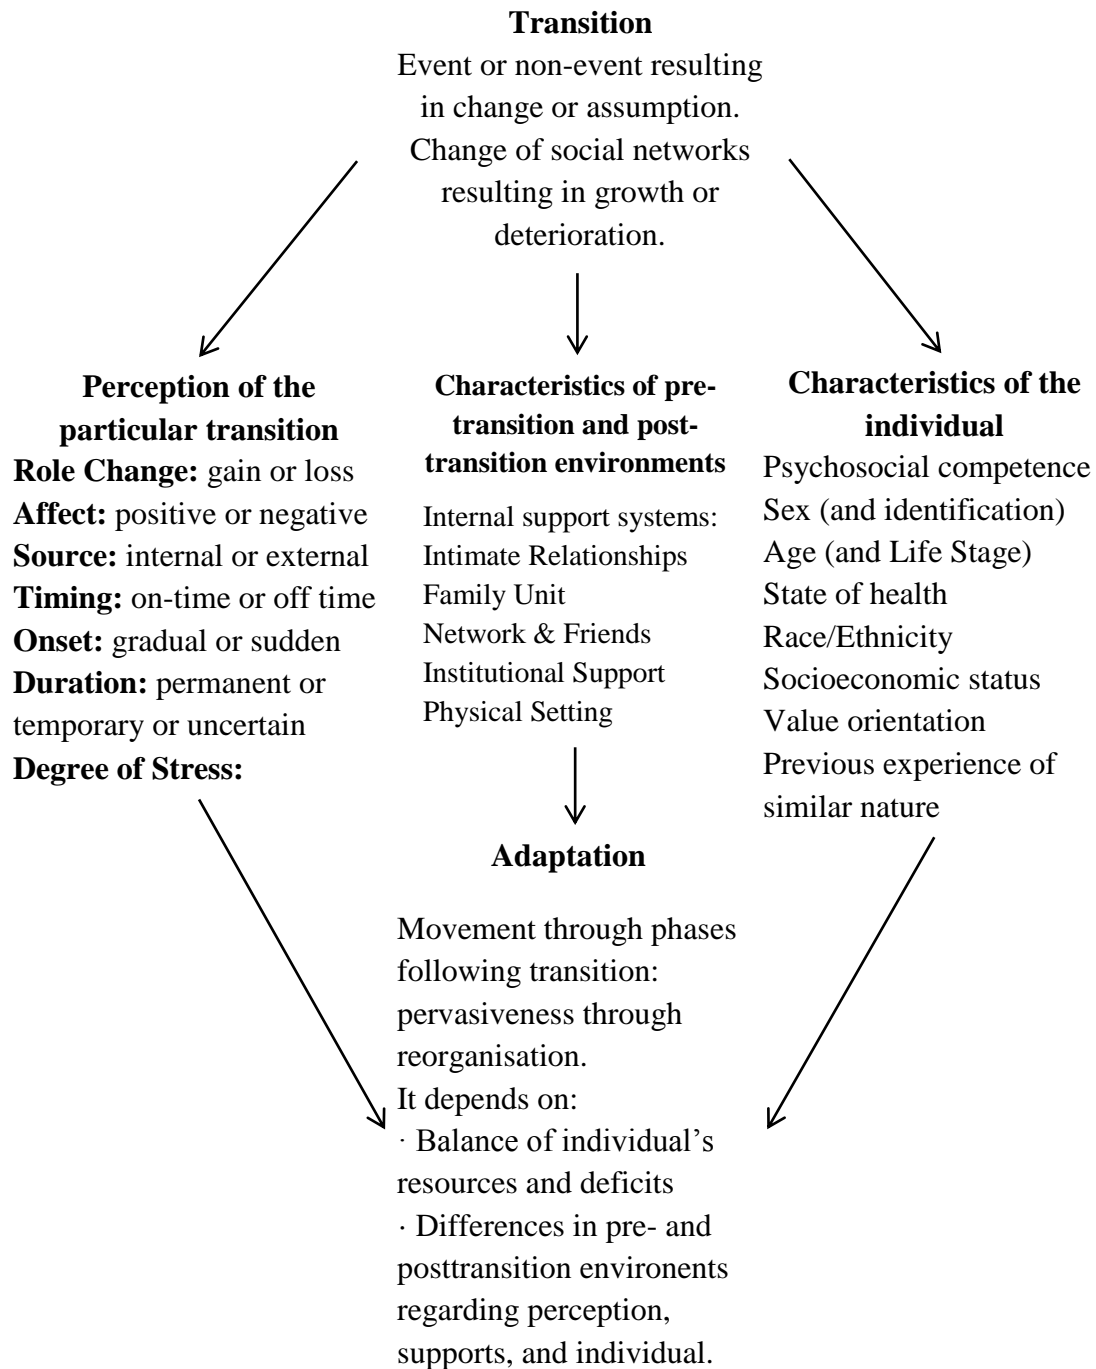 Transition
Event or non-event resulting
in change or assumption.
Change of social networks
resulting in growth or
deterioration.
Perception of the
particular transition
Role Change: gain or loss
Affect: positive or negative
Source: internal or external
Timing: on-time or off time
Onset: gradual or sudden
Duration: permanent or
temporary or uncertain
Degree of Stress:
Characteristics of pre-
transition and post-
transition environments
Internal support systems:
Intimate Relationships
Family Unit
Network & Friends
Institutional Support
Physical Setting
Characteristics of the
individual
Psychosocial competence
Sex (and identification)
Age (and Life Stage)
State of health
Race/Ethnicity
Socioeconomic status
Value orientation
Previous experience of
similar nature
Adaptation
Movement through phases
following transition:
pervasiveness through
reorganisation.
It depends on:
· Balance of individual’s
resources and deficits
· Differences in pre- and
posttransition environents
regarding perception,
supports, and individual.